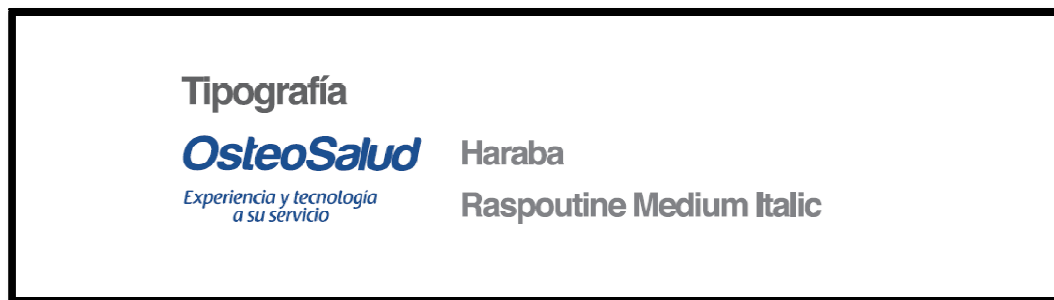 Tipografía
OsteoSalud Haraba
Experiencia y tecnología
a su servicio
Raspoutine Medium Italic